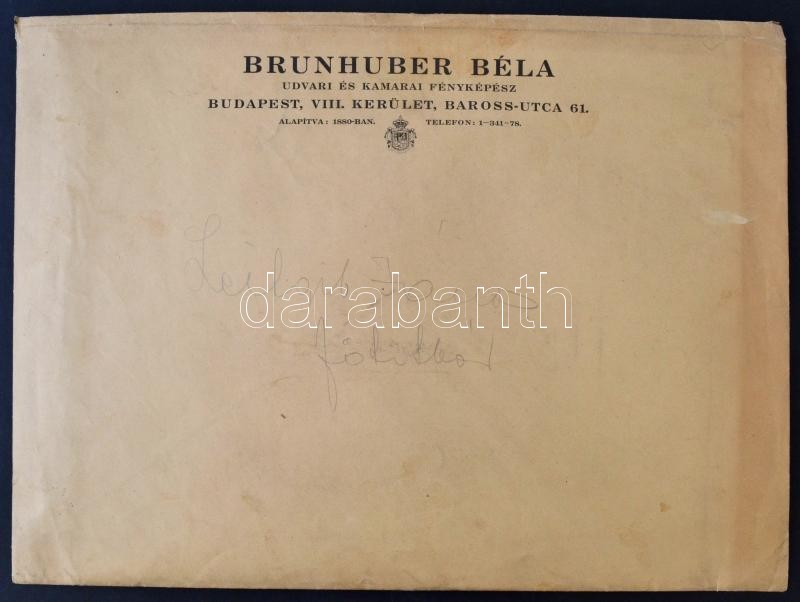 BRUNHUBER BÉLA
UDVARI ÉS KAMARAI FÉNYKÉPÉSZ
BUDAPEST, VIII. KERÜLET, BAROSS-UTCA 61.
ALAPÍTVA: 1880-BAN. TELEFON: 1-341-78.
darabanth